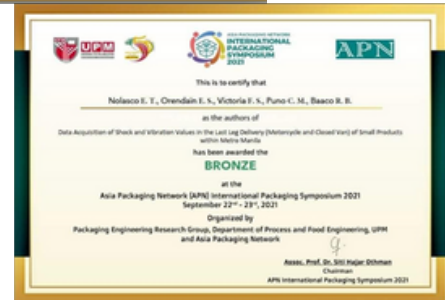 UPM
ASIA PACKAGING NETWORK
INTERNATIONAL
PACKAGING
SYMPOSIUM
2021
APN
This is to certify that
Nolasco E. T., Orendain E. S., Victoria F. S., Puno C. M., Baaco R. B.
as the authors of
Data Acquisition of Shock and Vibration Values in the Last Leg Delivery (Motorcycle and Closed Van) of Small Products
within Metro Manila
has been awarded the
BRONZE
at the
Asia Packaging Network (APN) International Packaging Symposium 2021
September 22nd - 23rd, 2021
Organized by
Packaging Engineering Research Group, Department of Process and Food Engineering, UPM
and Asia Packaging Network
Assoc. Prof. Dr. Siti Hajar Othman
Chairman
APN International Packaging Symposium 2021